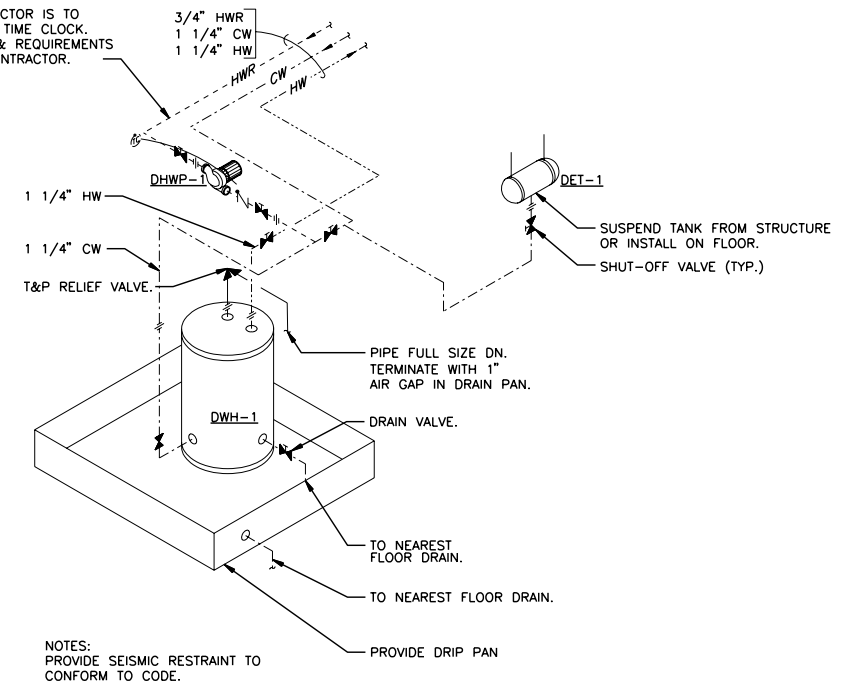 CTOR IS TO
TIME CLOCK.
& REQUIREMENTS
NTRACTOR.
3/4" HWR
1 1/4" CW
1 1/4" HW
HWR
CW
HW
DHWP-1
DET-1
1 1/4" HW
SUSPEND TANK FROM STRUCTURE
OR INSTALL ON FLOOR.
1 1/4" CW
SHUT-OFF VALVE (TYP.)
T&P RELIEF VALVE.
PIPE FULL SIZE DN.
TERMINATE WITH 1"
AIR GAP IN DRAIN PAN.
DWH-1
DRAIN VALVE.
TO NEAREST
FLOOR DRAIN.
TO NEAREST FLOOR DRAIN.
NOTES:
PROVIDE SEISMIC RESTRAINT TO
CONFORM TO CODE.
PROVIDE DRIP PAN